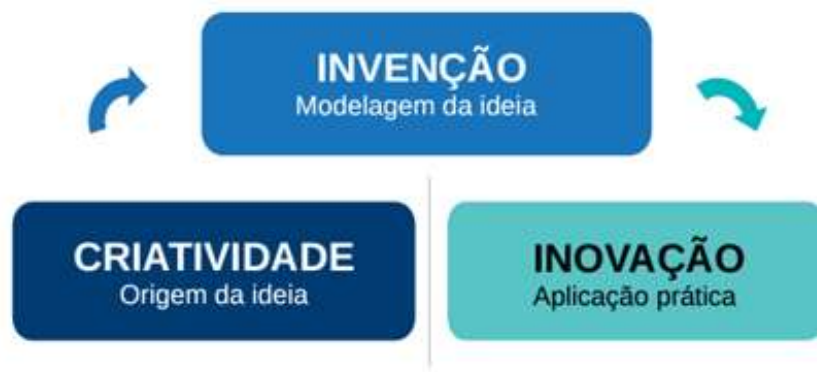 INVENÇÃO
Modelagem da ideia
CRIATIVIDADE
Origem da ideia
INOVAÇÃO
Aplicação prática